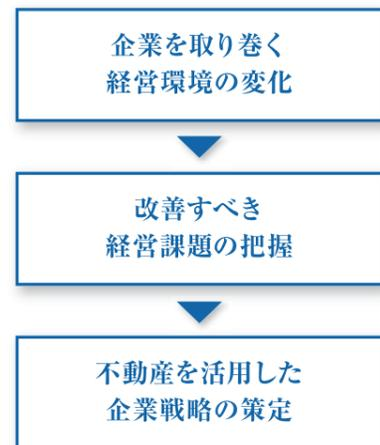 企業を取り巻く
経営環境の変化
改善すべき
経営課題の把握
不動産を活用した
企業戦略の策定